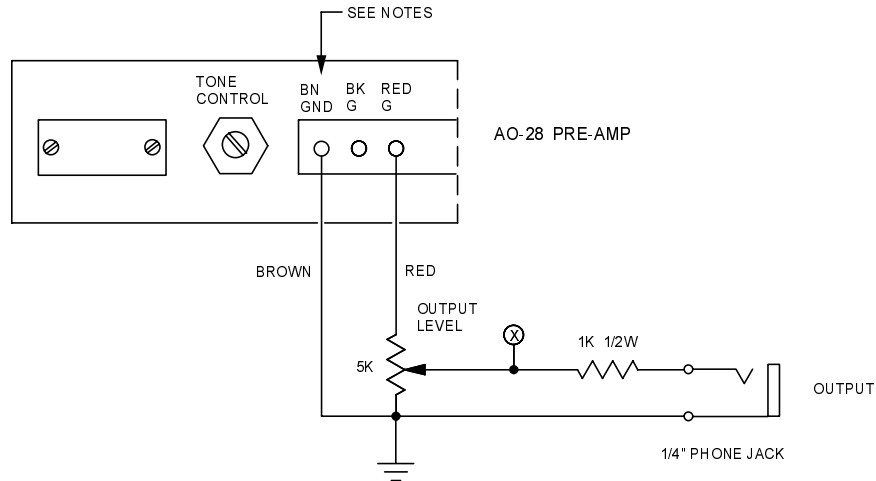 SEE NOTES
TONE
CONTROL
BN
GND
BK
G
RED
G
AO-28 PRE-AMP
BROWN
RED
OUTPUT
LEVEL
5K
X
1K 1/2W
OUTPUT
1/4" PHONE JACK